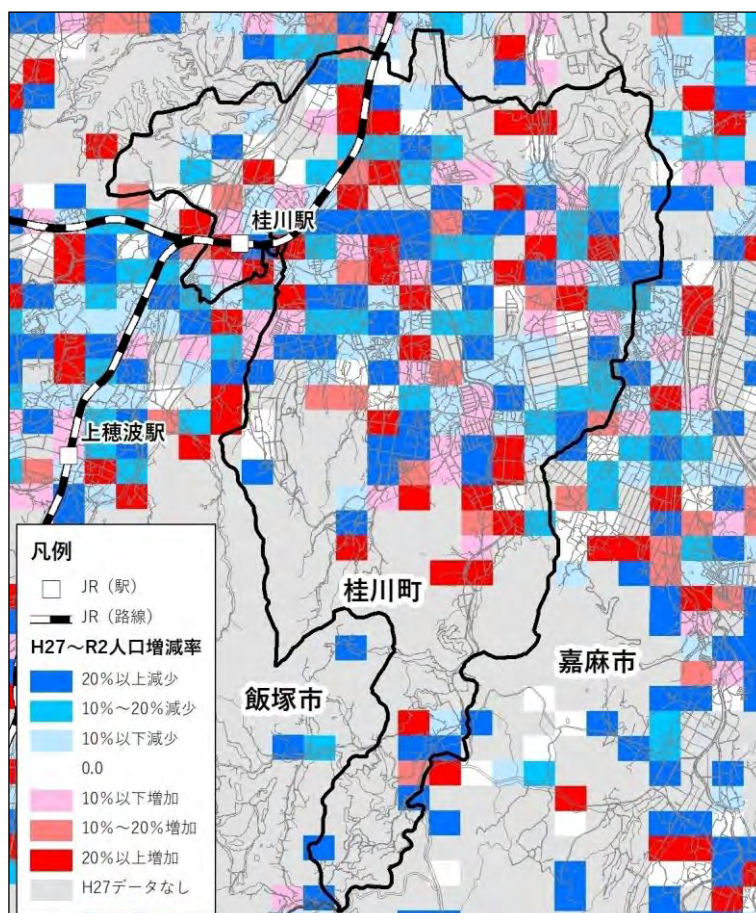 桂川駅
上穂波駅
桂川町
飯塚市
嘉麻市
凡例
JR（駅）
JR（路線）
H27～R2人口増減率
20%以上減少
10%～20%減少
10%以下減少
0.0
10%以下増加
10%～20%増加
20%以上増加
H27データなし